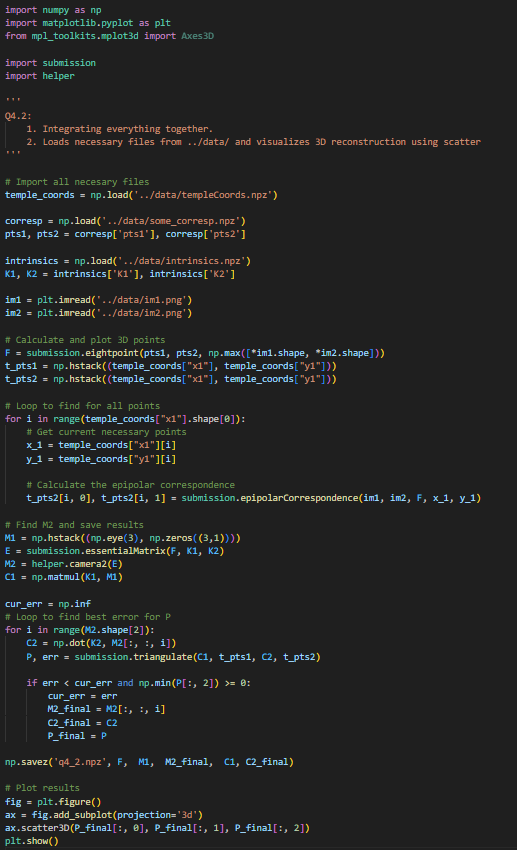 import numpy as np
import matplotlib.pyplot as plt
from mpl_toolkits.mplot3d import Axes3D

import submission
import helper

'''
Q4.2:
    1. Integrating everything together.
    2. Loads necessary files from ../data/ and visualizes 3D reconstruction using scatter
'''

# Import all necesary files
temple_coords = np.load('../data/templeCoords.npz')

corresp = np.load('../data/some_corresp.npz')
pts1, pts2 = corresp['pts1'], corresp['pts2']

intrinsics = np.load('../data/intrinsics.npz')
K1, K2 = intrinsics['K1'], intrinsics['K2']

im1 = plt.imread('../data/im1.png')
im2 = plt.imread('../data/im2.png')

# Calculate and plot 3D points
F = submission.eightpoint(pts1, pts2, np.max([*im1.shape, *im2.shape]))
t_pts1 = np.hstack((temple_coords["x1"], temple_coords["y1"]))
t_pts2 = np.hstack((temple_coords["x1"], temple_coords["y1"]))

# Loop to find for all points
for i in range(temple_coords["x1"].shape[0]):
    # Get current necessary points
    x_1 = temple_coords["x1"][i]
    y_1 = temple_coords["y1"][i]

    # Calculate the epipolar correspondence
    t_pts2[i, 0], t_pts2[i, 1] = submission.epipolarCorrespondence(im1, im2, F, x_1, y_1)

# Find M2 and save results
M1 = np.hstack((np.eye(3), np.zeros((3,1))))
E = submission.essentialMatrix(F, K1, K2)
M2 = helper.camera2(E)
C1 = np.matmul(K1, M1)

cur_err = np.inf
# Loop to find best error for P
for i in range(M2.shape[2]):
    C2 = np.dot(K2, M2[:, :, i])
    P, err = submission.triangulate(C1, t_pts1, C2, t_pts2)

    if err < cur_err and np.min(P[:, 2]) >= 0:
        cur_err = err
        M2_final = M2[:, :, i]
        C2_final = C2
        P_final = P

np.savez('q4_2.npz', F,  M1,  M2_final,  C1, C2_final)

# Plot results
fig = plt.figure()
ax = fig.add_subplot(projection='3d')
ax.scatter3D(P_final[:, 0], P_final[:, 1], P_final[:, 2])
plt.show()